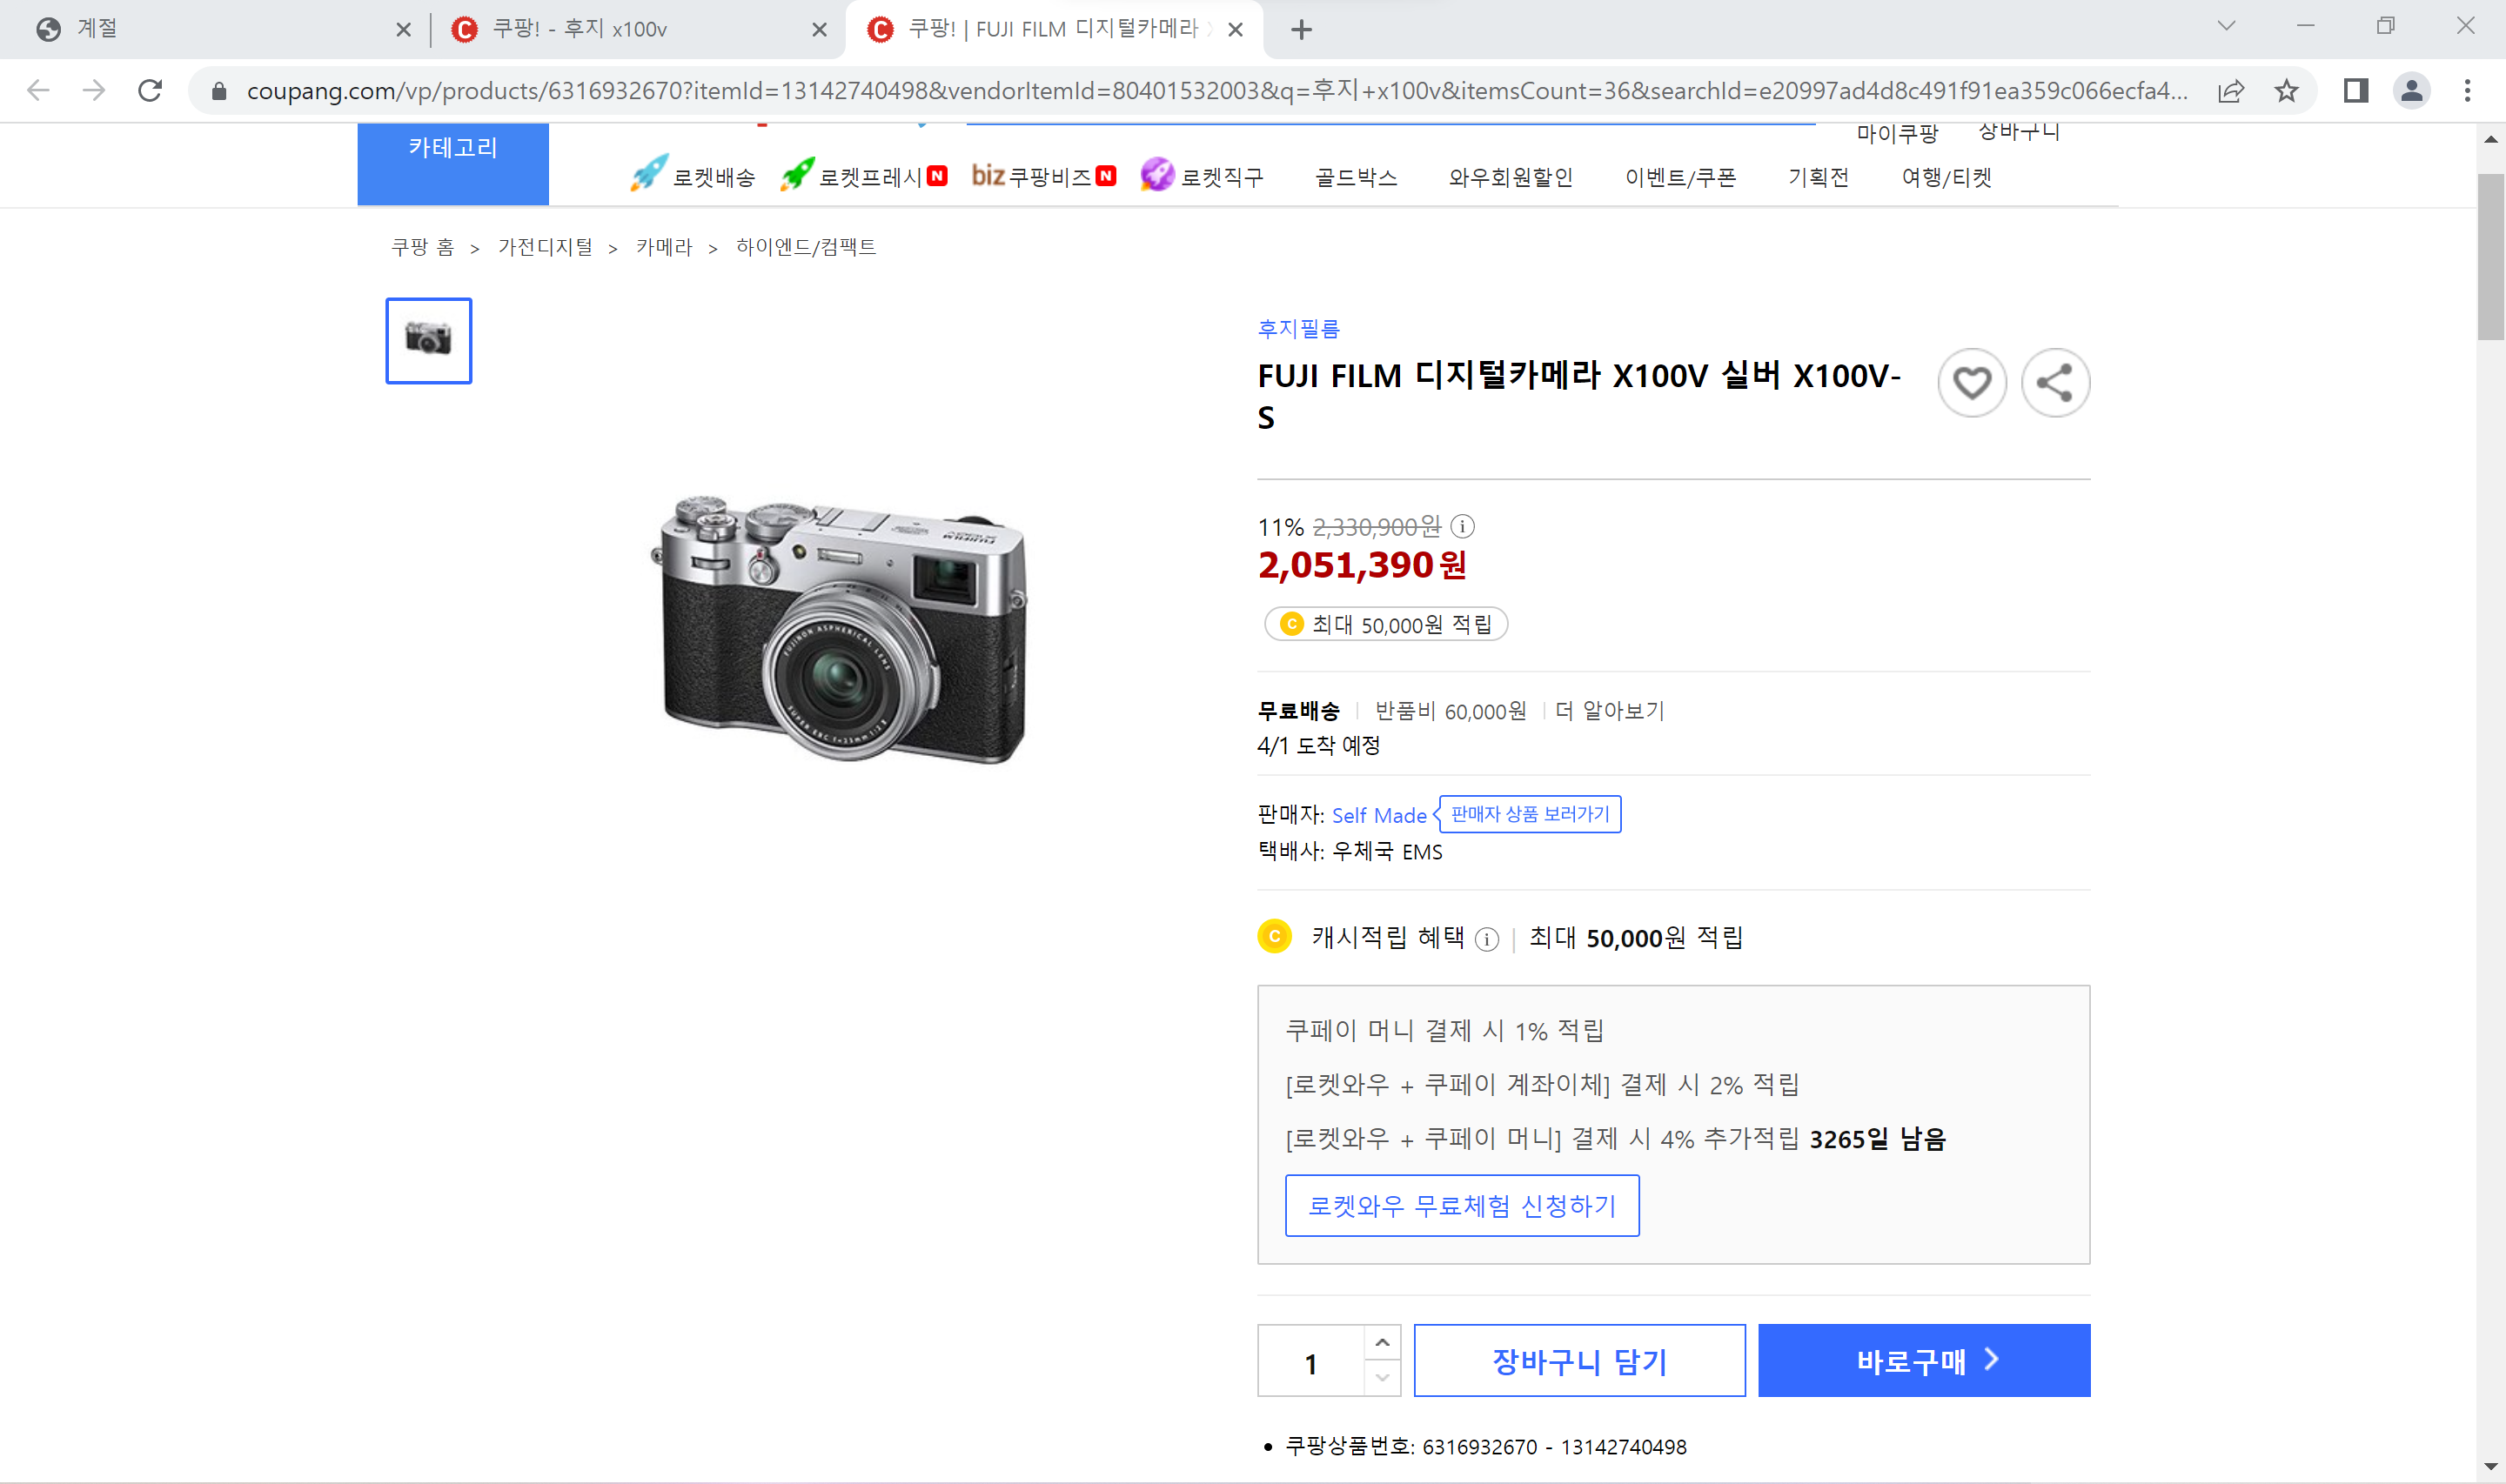 계절
쿠팡! - 후지 x100v
쿠팡! | FUJI FILM 디지털카메라
coupang.com/vp/products/6316932670?itemId=13142740498&vendorItemId=80401532003&q=후지+x100v&itemsCount=36&searchId=e20997ad4d8c491f91ea359c066ecfa4...
카테고리
마이쿠팡 장바구니
로켓배송 로켓프레시 N biz 쿠팡비즈 N 로켓직구 골드박스 와우회원할인 이벤트/쿠폰 기획전 여행/티켓
쿠팡 홈 > 가전디지털 > 카메라 > 하이엔드/컴팩트
후지필름
FUJI FILM 디지털카메라 X100V 실버 X100V-
S
11% 2,330,900원
2,051,390원
최대 50,000원 적립
무료배송 반품비 60,000원 더 알아보기
4/1 도착 예정
판매자: Self Made 판매자 상품 보러가기
택배사: 우체국 EMS
캐시적립 혜택 | 최대 50,000원 적립
쿠페이 머니 결제 시 1% 적립
[로켓와우 + 쿠페이 계좌이체] 결제 시 2% 적립
[로켓와우 + 쿠페이 머니] 결제 시 4% 추가적립 3265일 남음
로켓와우 무료체험 신청하기
1 장바구니 담기 바로구매
쿠팡상품번호: 6316932670 - 13142740498